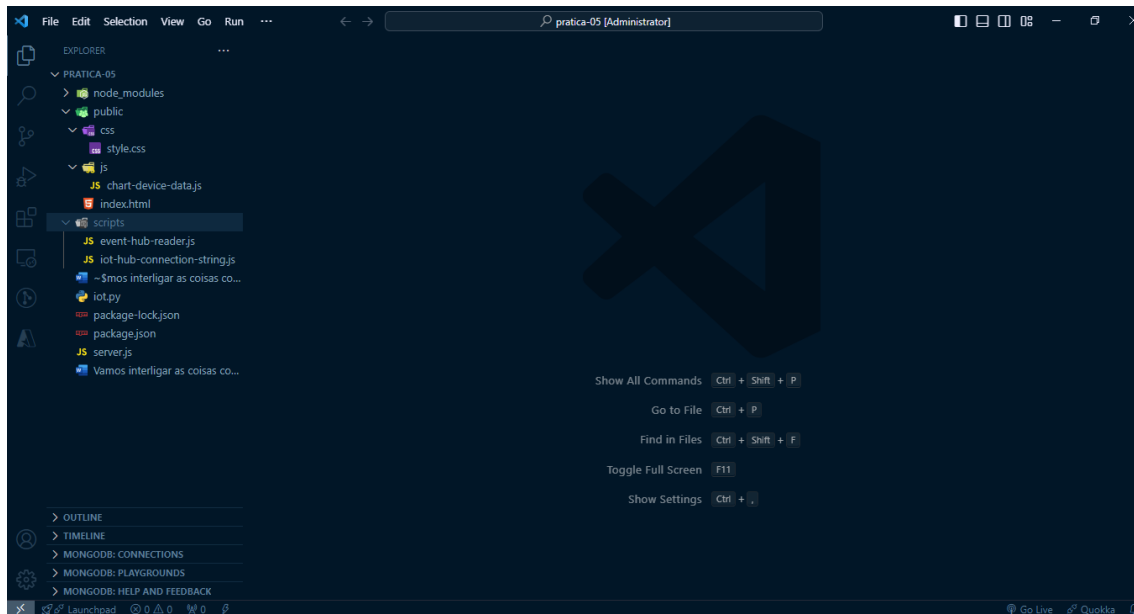 File Edit Selection View Go Run ···
pratica-05 [Administrator]
EXPLORER ···
PRATICA-05
node_modules
public
css
style.css
JS chart-device-data.js
js
index.html
scripts
JS event-hub-reader.js
JS iot-hub-connection-string.js
~$mos interligar as coisas co...
iot.py
package-lock.json
package.json
JS server.js
Vamos interligar as coisas co...
Show All Commands Ctrl + Shift + P
Go to File Ctrl + P
Find in Files Ctrl + Shift + F
Toggle Full Screen F11
Show Settings Ctrl + ,
OUTLINE
TIMELINE
MONGODB: CONNECTIONS
MONGODB: PLAYGROUNDS
MONGODB: HELP AND FEEDBACK
Launchpad 0 0 0 Go Live Quokka